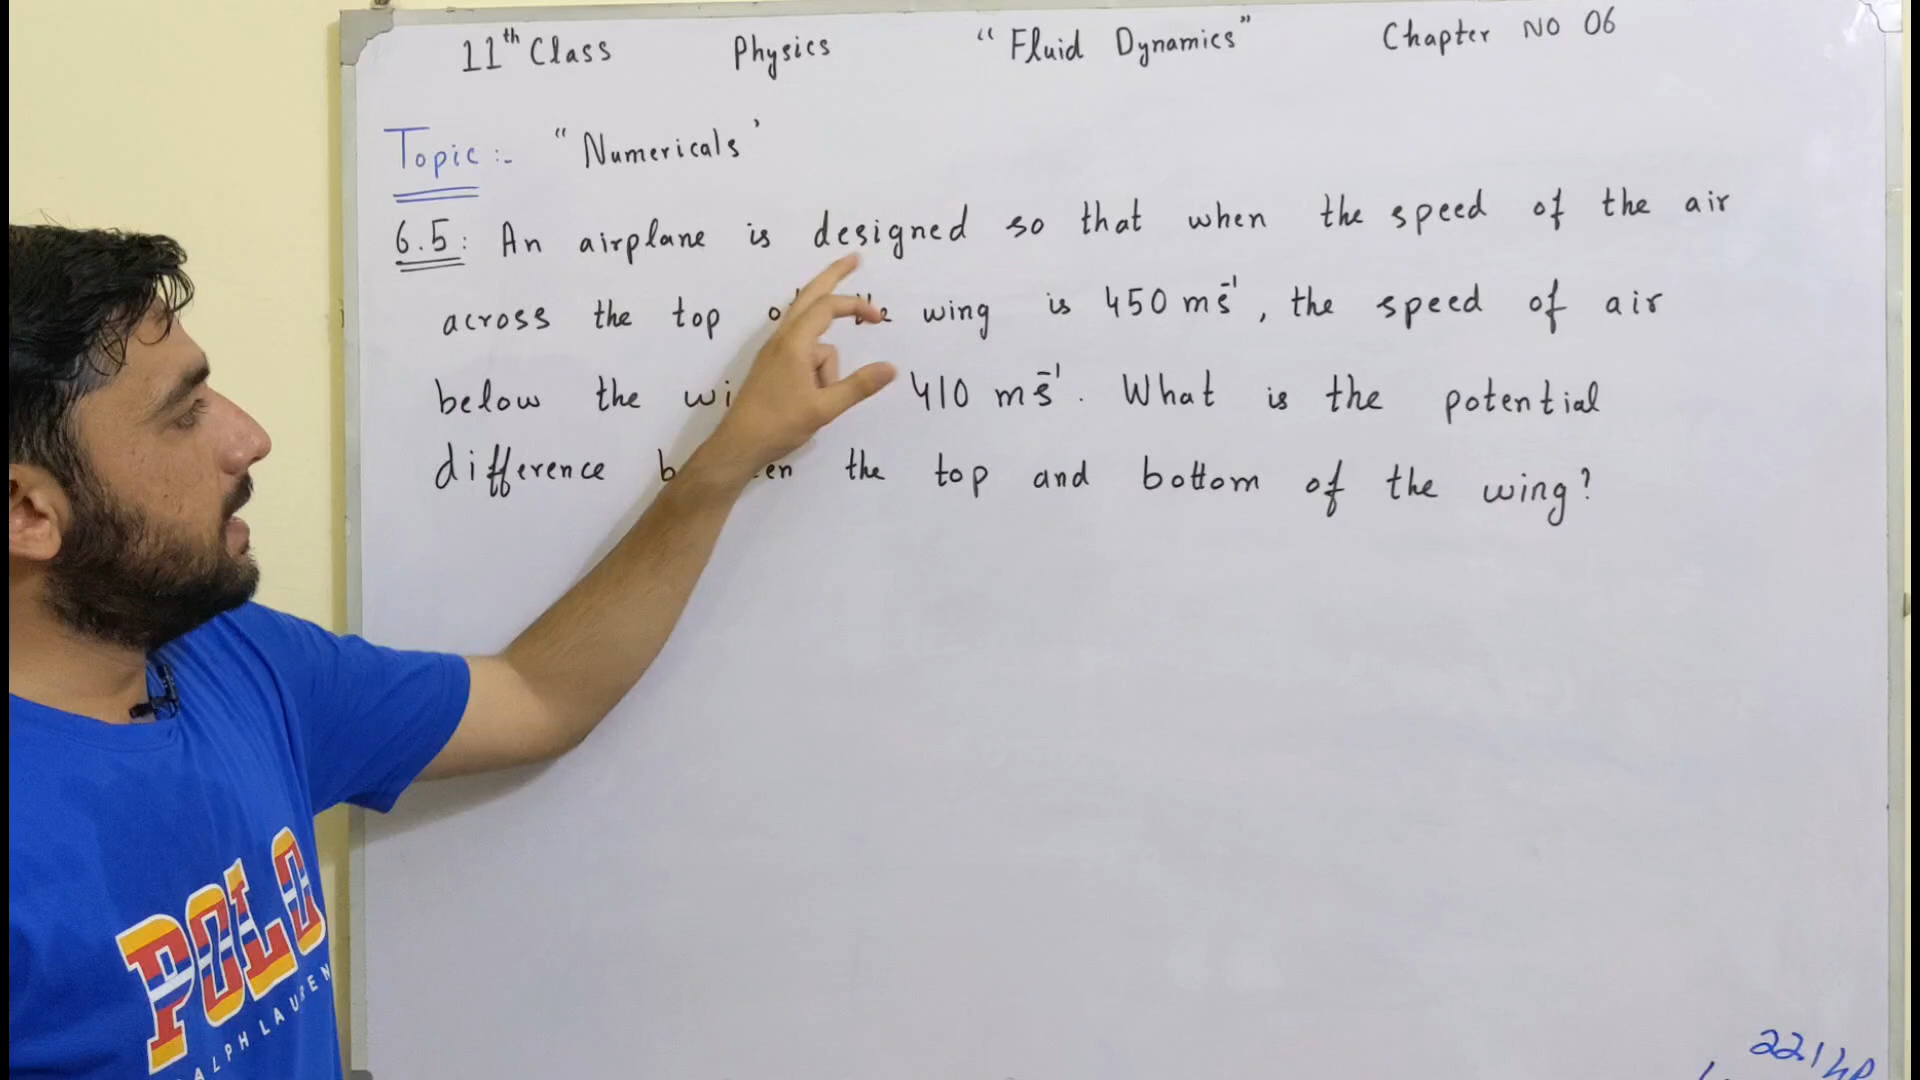 11th Class Physics “Fluid Dynamics” Chapter NO 06
Topic :- “Numericals’
6.5: An airplane is designed so that when the speed of the air
across the top wing is 450 ms⁻¹, the speed of air
below the 410 ms⁻¹. What is the potential
difference the top and bottom of the wing?
POLO
RALPH LAUREN